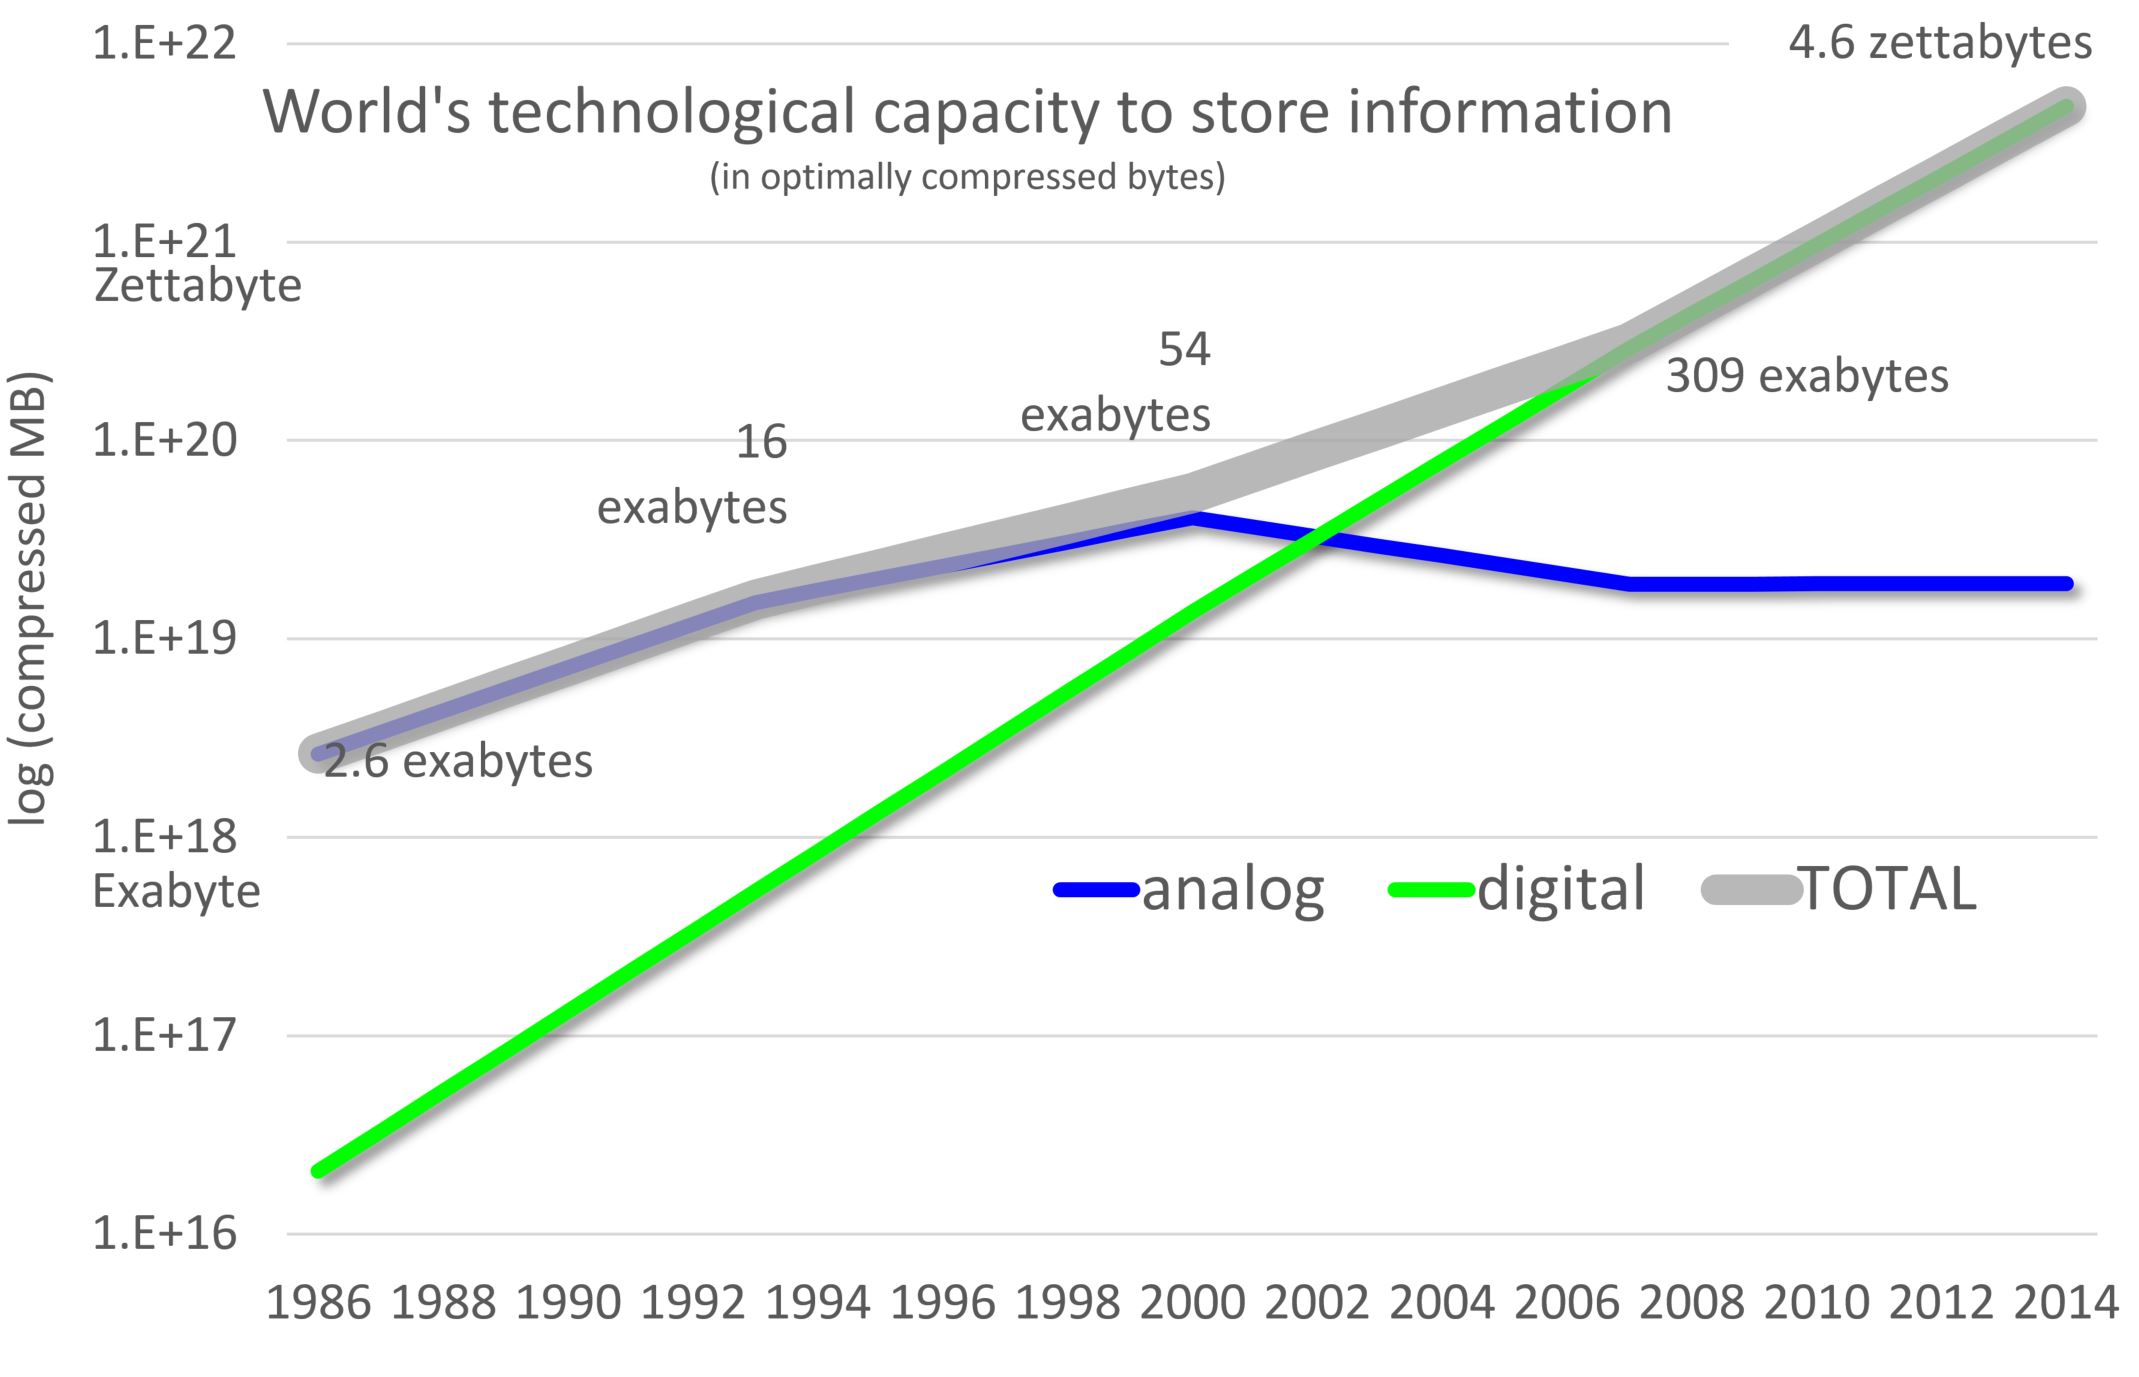 1.E+22
4.6 zettabytes
World's technological capacity to store information
(in optimally compressed bytes)
1.E+21
Zettabyte
54
exabytes
309 exabytes
1.E+20
16
exabytes
log (compressed MB)
1.E+19
2.6 exabytes
1.E+18
Exabyte
analog digital TOTAL
1.E+17
1.E+16
1986 1988 1990 1992 1994 1996 1998 2000 2002 2004 2006 2008 2010 2012 2014